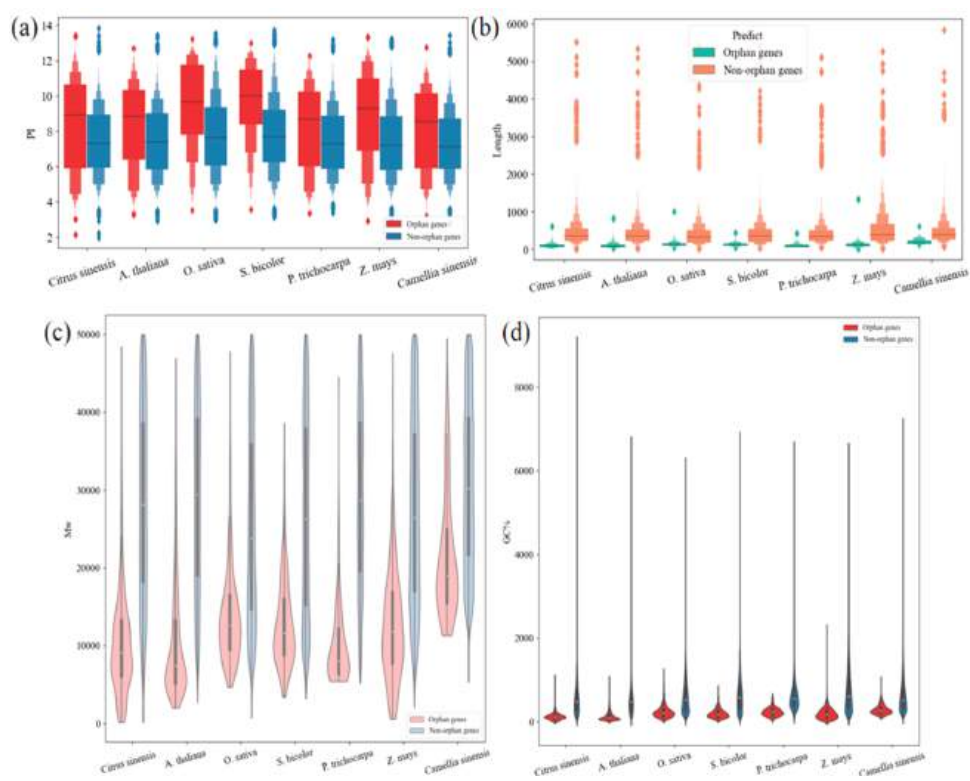 (a)
14
12
10
8
6
4
2
PI
Orphan genes
Non-orphan genes
Citrus sinensis
A. thaliana
O. sativa
S. bicolor
P. trichocarpa
Z. mays
Camellia sinensis
(b)
6000
5000
4000
3000
2000
1000
0
Length
Predict
Orphan genes
Non-orphan genes
Citrus sinensis
A. thaliana
O. sativa
S. bicolor
P. trichocarpa
Z. mays
Camellia sinensis
(c)
50000
40000
30000
20000
10000
0
Mw
Orphan genes
Non-orphan genes
Citrus sinensis
A. thaliana
O. sativa
S. bicolor
P. trichocarpa
Z. mays
Camellia sinensis
(d)
8000
6000
4000
2000
0
GC%
Orphan genes
Non-orphan genes
Citrus sinensis
A. thaliana
O. sativa
S. bicolor
P. trichocarpa
Z. mays
Camellia sinensis